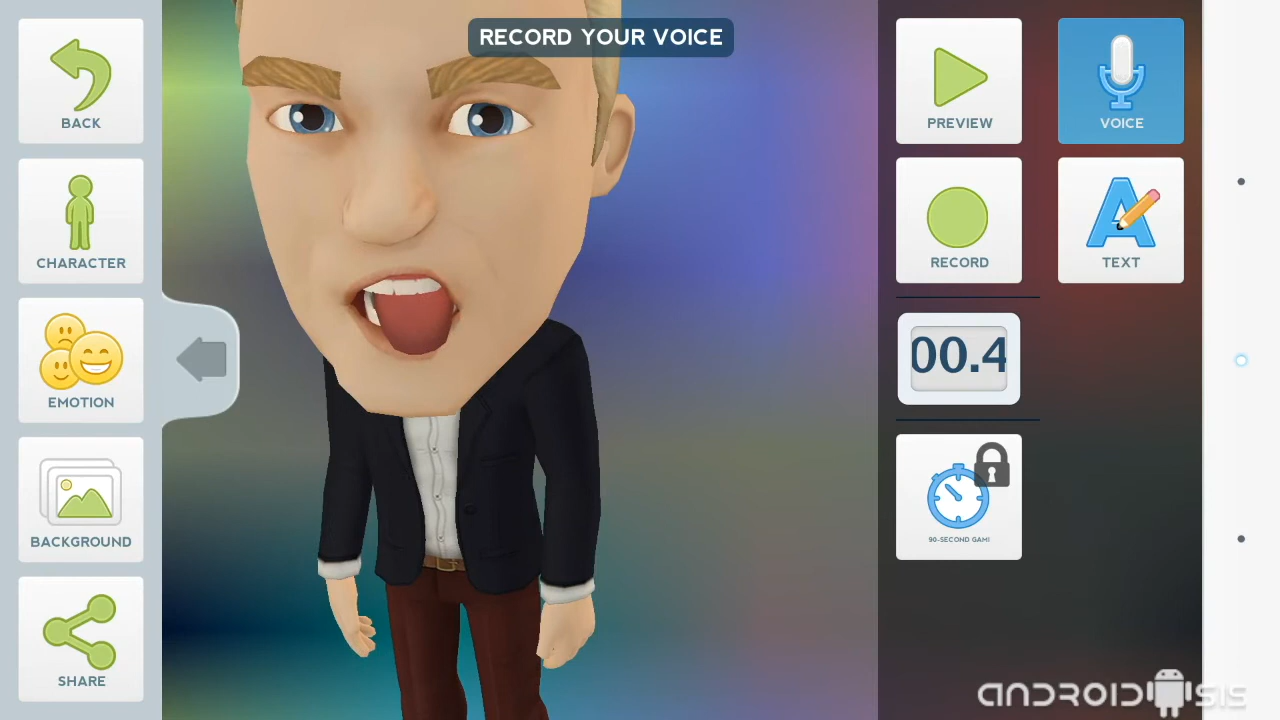 RECORD YOUR VOICE
BACK
CHARACTER
EMOTION
BACKGROUND
SHARE
PREVIEW
VOICE
RECORD
TEXT
00.4
90-SECOND GAMI
ANDROIDSIS